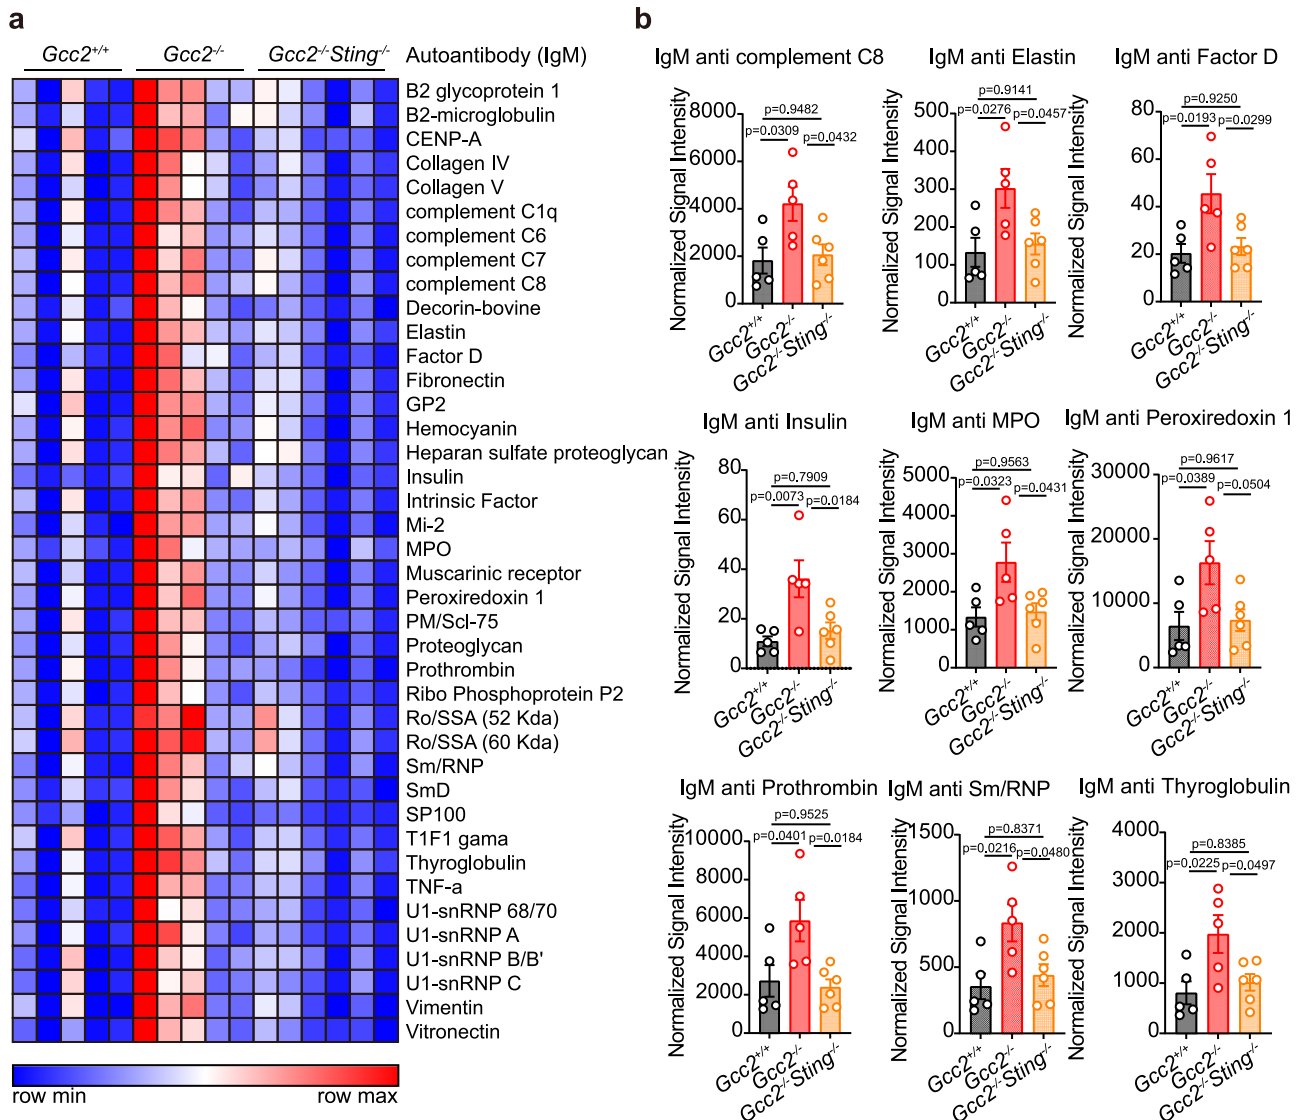 a
Gcc2+/+ Gcc2-/- Gcc2-/-Sting-/- Autoantibody (IgM)
B2 glycoprotein 1
B2-microglobulin
CENP-A
Collagen IV
Collagen V
complement C1q
complement C6
complement C7
complement C8
Decorin-bovine
Elastin
Factor D
Fibronectin
GP2
Hemocyanin
Heparan sulfate proteoglycan
Insulin
Intrinsic Factor
Mi-2
MPO
Muscarinic receptor
Peroxiredoxin 1
PM/Scl-75
Proteoglycan
Prothrombin
Ribo Phosphoprotein P2
Ro/SSA (52 Kda)
Ro/SSA (60 Kda)
Sm/RNP
SmD
SP100
T1F1 gama
Thyroglobulin
TNF-a
U1-snRNP 68/70
U1-snRNP A
U1-snRNP B/B'
U1-snRNP C
Vimentin
Vitronectin
row min row max
b
IgM anti complement C8
Normalized Signal Intensity
8000
6000
4000
2000
0
p=0.9482
p=0.0309 p=0.0432
Gcc2+/+
Gcc2-/-
Gcc2-/-Sting-/-
IgM anti Elastin
Normalized Signal Intensity
500
400
300
200
100
0
p=0.9141
p=0.0276 p=0.0457
Gcc2+/+
Gcc2-/-
Gcc2-/-Sting-/-
IgM anti Factor D
Normalized Signal Intensity
80
60
40
20
0
p=0.9250
p=0.0193 p=0.0299
Gcc2+/+
Gcc2-/-
Gcc2-/-Sting-/-
IgM anti Insulin
Normalized Signal Intensity
80
60
40
20
0
p=0.7909
p=0.0073 p=0.0184
Gcc2+/+
Gcc2-/-
Gcc2-/-Sting-/-
IgM anti MPO
Normalized Signal Intensity
5000
4000
3000
2000
1000
0
p=0.9563
p=0.0323 p=0.0431
Gcc2+/+
Gcc2-/-
Gcc2-/-Sting-/-
IgM anti Peroxiredoxin 1
Normalized Signal Intensity
30000
20000
10000
0
p=0.9617
p=0.0389 p=0.0504
Gcc2+/+
Gcc2-/-
Gcc2-/-Sting-/-
IgM anti Prothrombin
Normalized Signal Intensity
10000
8000
6000
4000
2000
0
p=0.9525
p=0.0401 p=0.0184
Gcc2+/+
Gcc2-/-
Gcc2-/-Sting-/-
IgM anti Sm/RNP
Normalized Signal Intensity
1500
1000
500
0
p=0.8371
p=0.0216 p=0.0480
Gcc2+/+
Gcc2-/-
Gcc2-/-Sting-/-
IgM anti Thyroglobulin
Normalized Signal Intensity
4000
3000
2000
1000
0
p=0.8385
p=0.0225 p=0.0497
Gcc2+/+
Gcc2-/-
Gcc2-/-Sting-/-